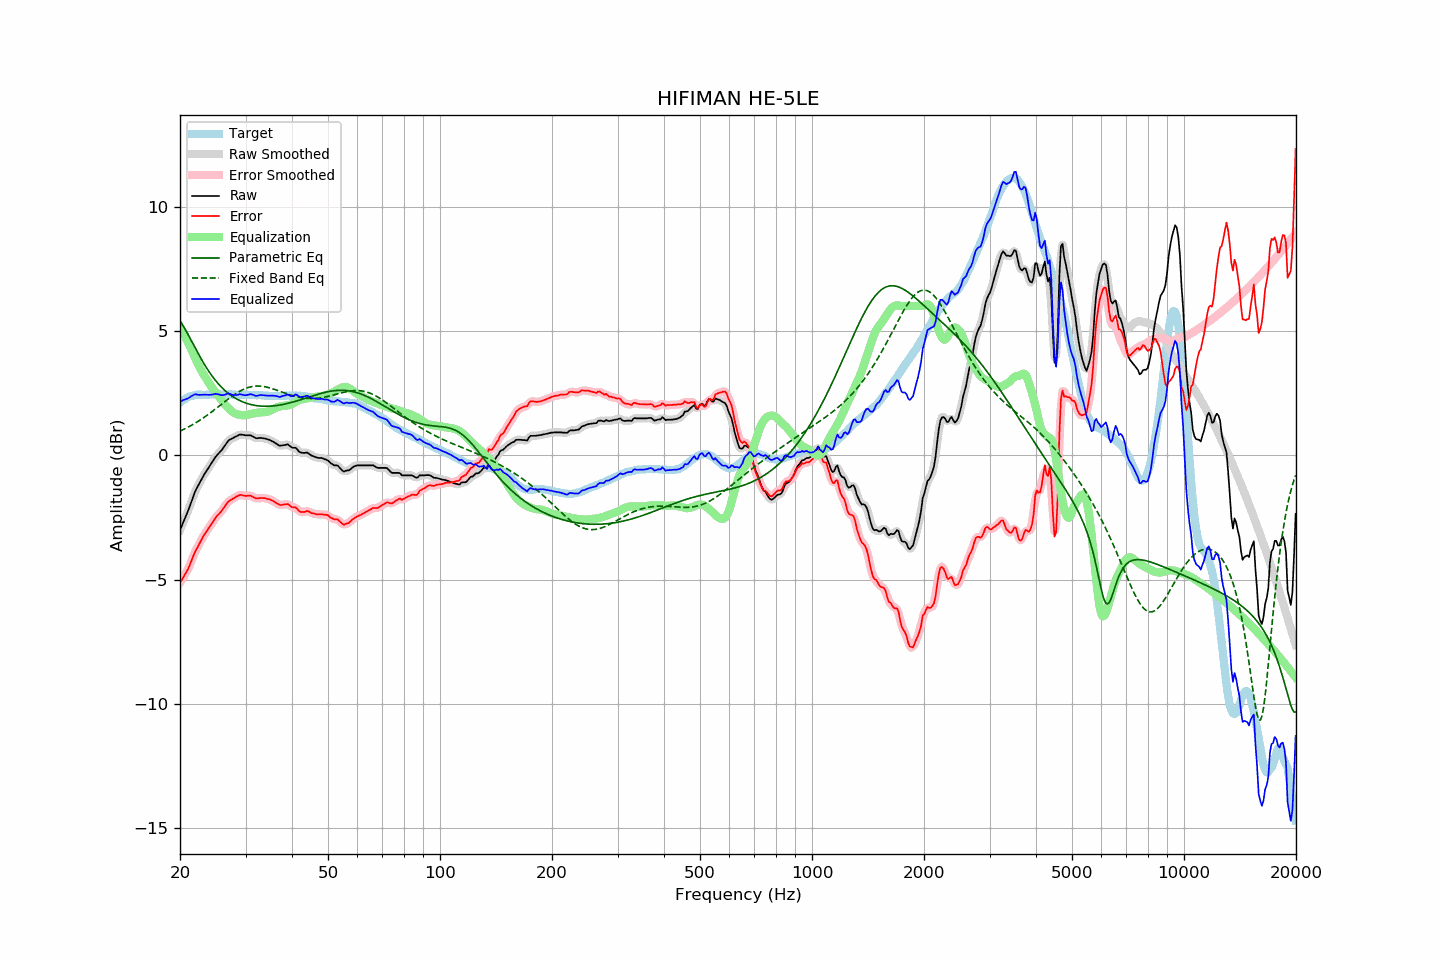 HIFIMAN HE-5LE
Target
Raw Smoothed
Error Smoothed
Raw
Error
Equalization
Parametric Eq
Fixed Band Eq
Equalized
10
5
0
−5
−10
−15
Amplitude (dBr)
20 50 100 200 500 1000 2000 5000 10000 20000
Frequency (Hz)